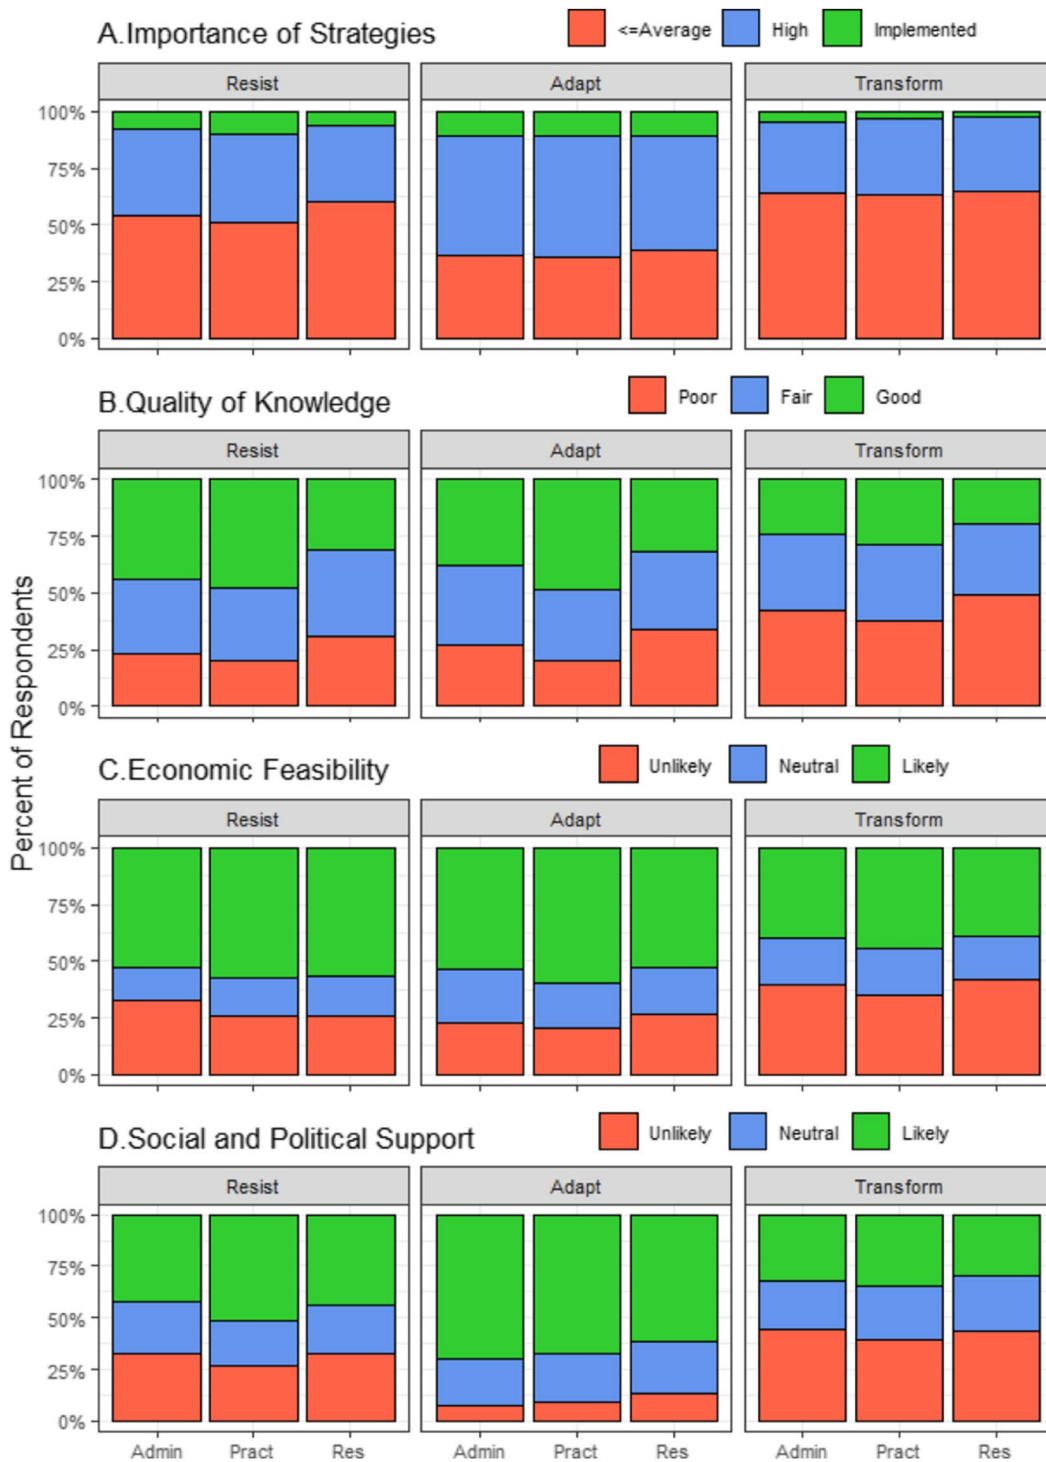 A.Importance of Strategies
<=Average High Implemented
Resist Adapt Transform
100%
75%
50%
25%
0%
B.Quality of Knowledge
Poor Fair Good
Resist Adapt Transform
100%
75%
50%
25%
0%
Percent of Respondents
C.Economic Feasibility
Unlikely Neutral Likely
Resist Adapt Transform
100%
75%
50%
25%
0%
D.Social and Political Support
Unlikely Neutral Likely
Resist Adapt Transform
100%
75%
50%
25%
0%
Admin Pract Res Admin Pract Res Admin Pract Res